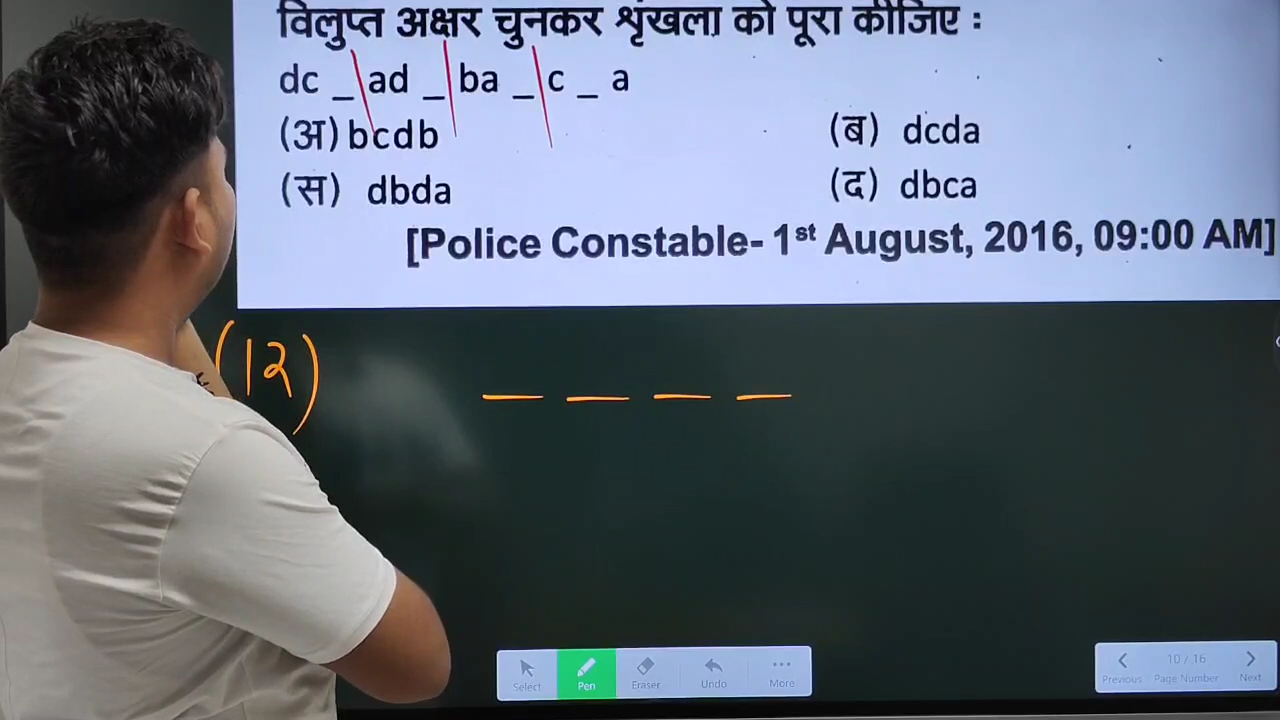 विलुप्त अक्षर चुनकर श्रृंखला को पूरा कीजिए :
dc _ ad _ ba _ c _ a
(अ) bcdb (ब) dcda
(स) dbda (द) dbca
[Police Constable- 1st August, 2016, 09:00 AM]
(12) _ _ _ _
Select Pen Eraser Undo More
10 / 16
Previous Page Number Next